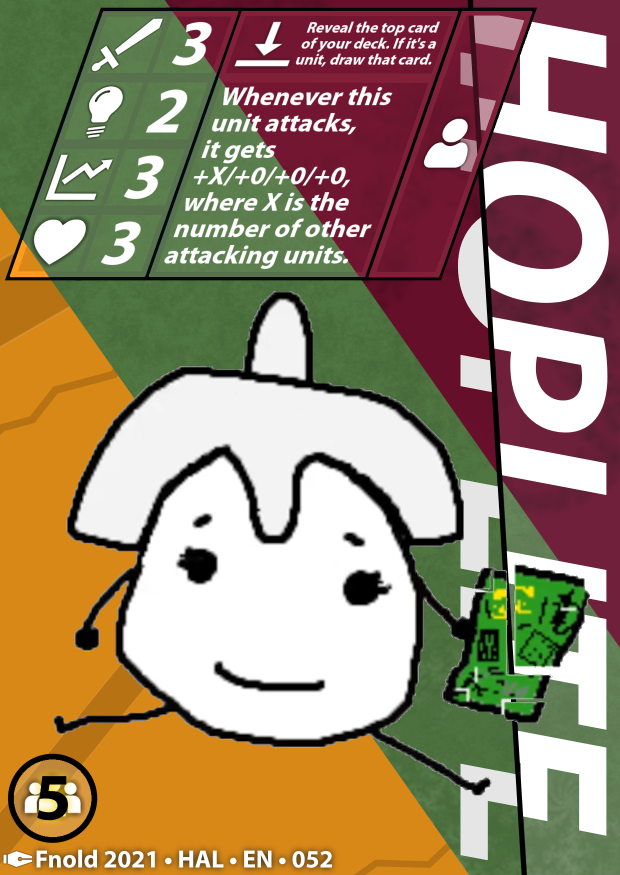 3
Reveal the top card
of your deck. If it's a
unit, draw that card.
2
3
3
Whenever this
unit attacks,
it gets
+X/+0/+0/+0,
where X is the
number of other
attacking units.
HOPLITE
5
Fnold 2021 • HAL • EN • 052